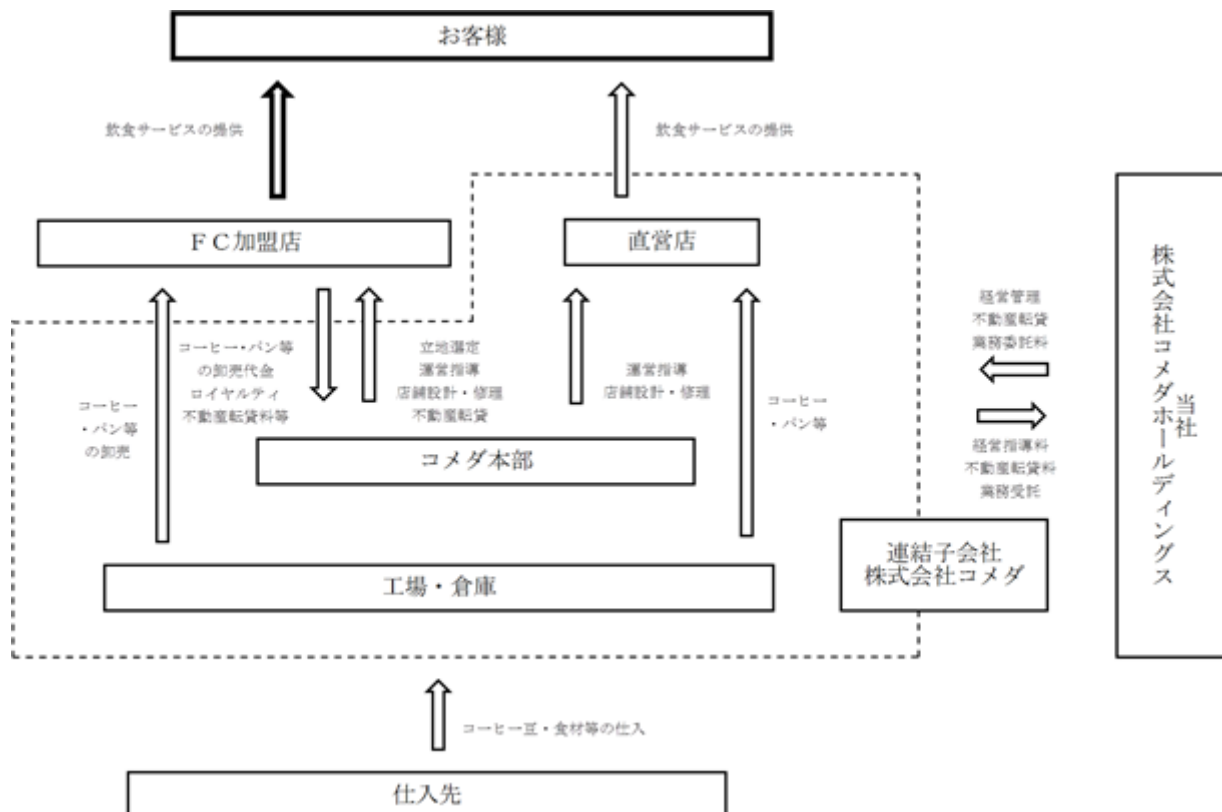 お客様
飲食サービスの提供
飲食サービスの提供
ＦＣ加盟店
直営店
コーヒー
・パン等
の卸売
コーヒー・パン等
の卸売代金
ロイヤルティ
不動産転貸料等
立地選定
運営指導
店舗設計・修理
不動産転貸
運営指導
店舗設計・修理
コーヒー
・パン等
コメダ本部
工場・倉庫
連結子会社
株式会社コメダ
経営管理
不動産転貸
業務委託料
経営指導料
不動産転貸料
業務受託
当社
株式会社コメダホールディングス
コーヒー豆・食材等の仕入
仕入先